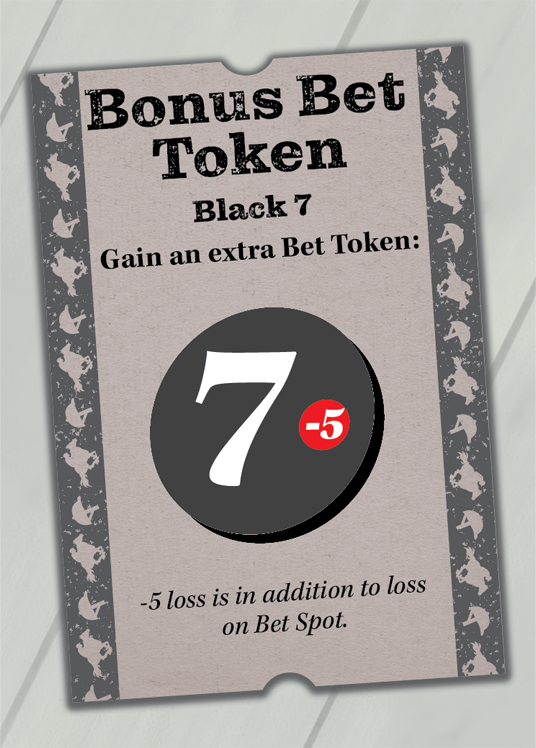 Bonus Bet
Token
Black 7
Gain an extra Bet Token:
7
-5
-5 loss is in addition to loss
on Bet Spot.